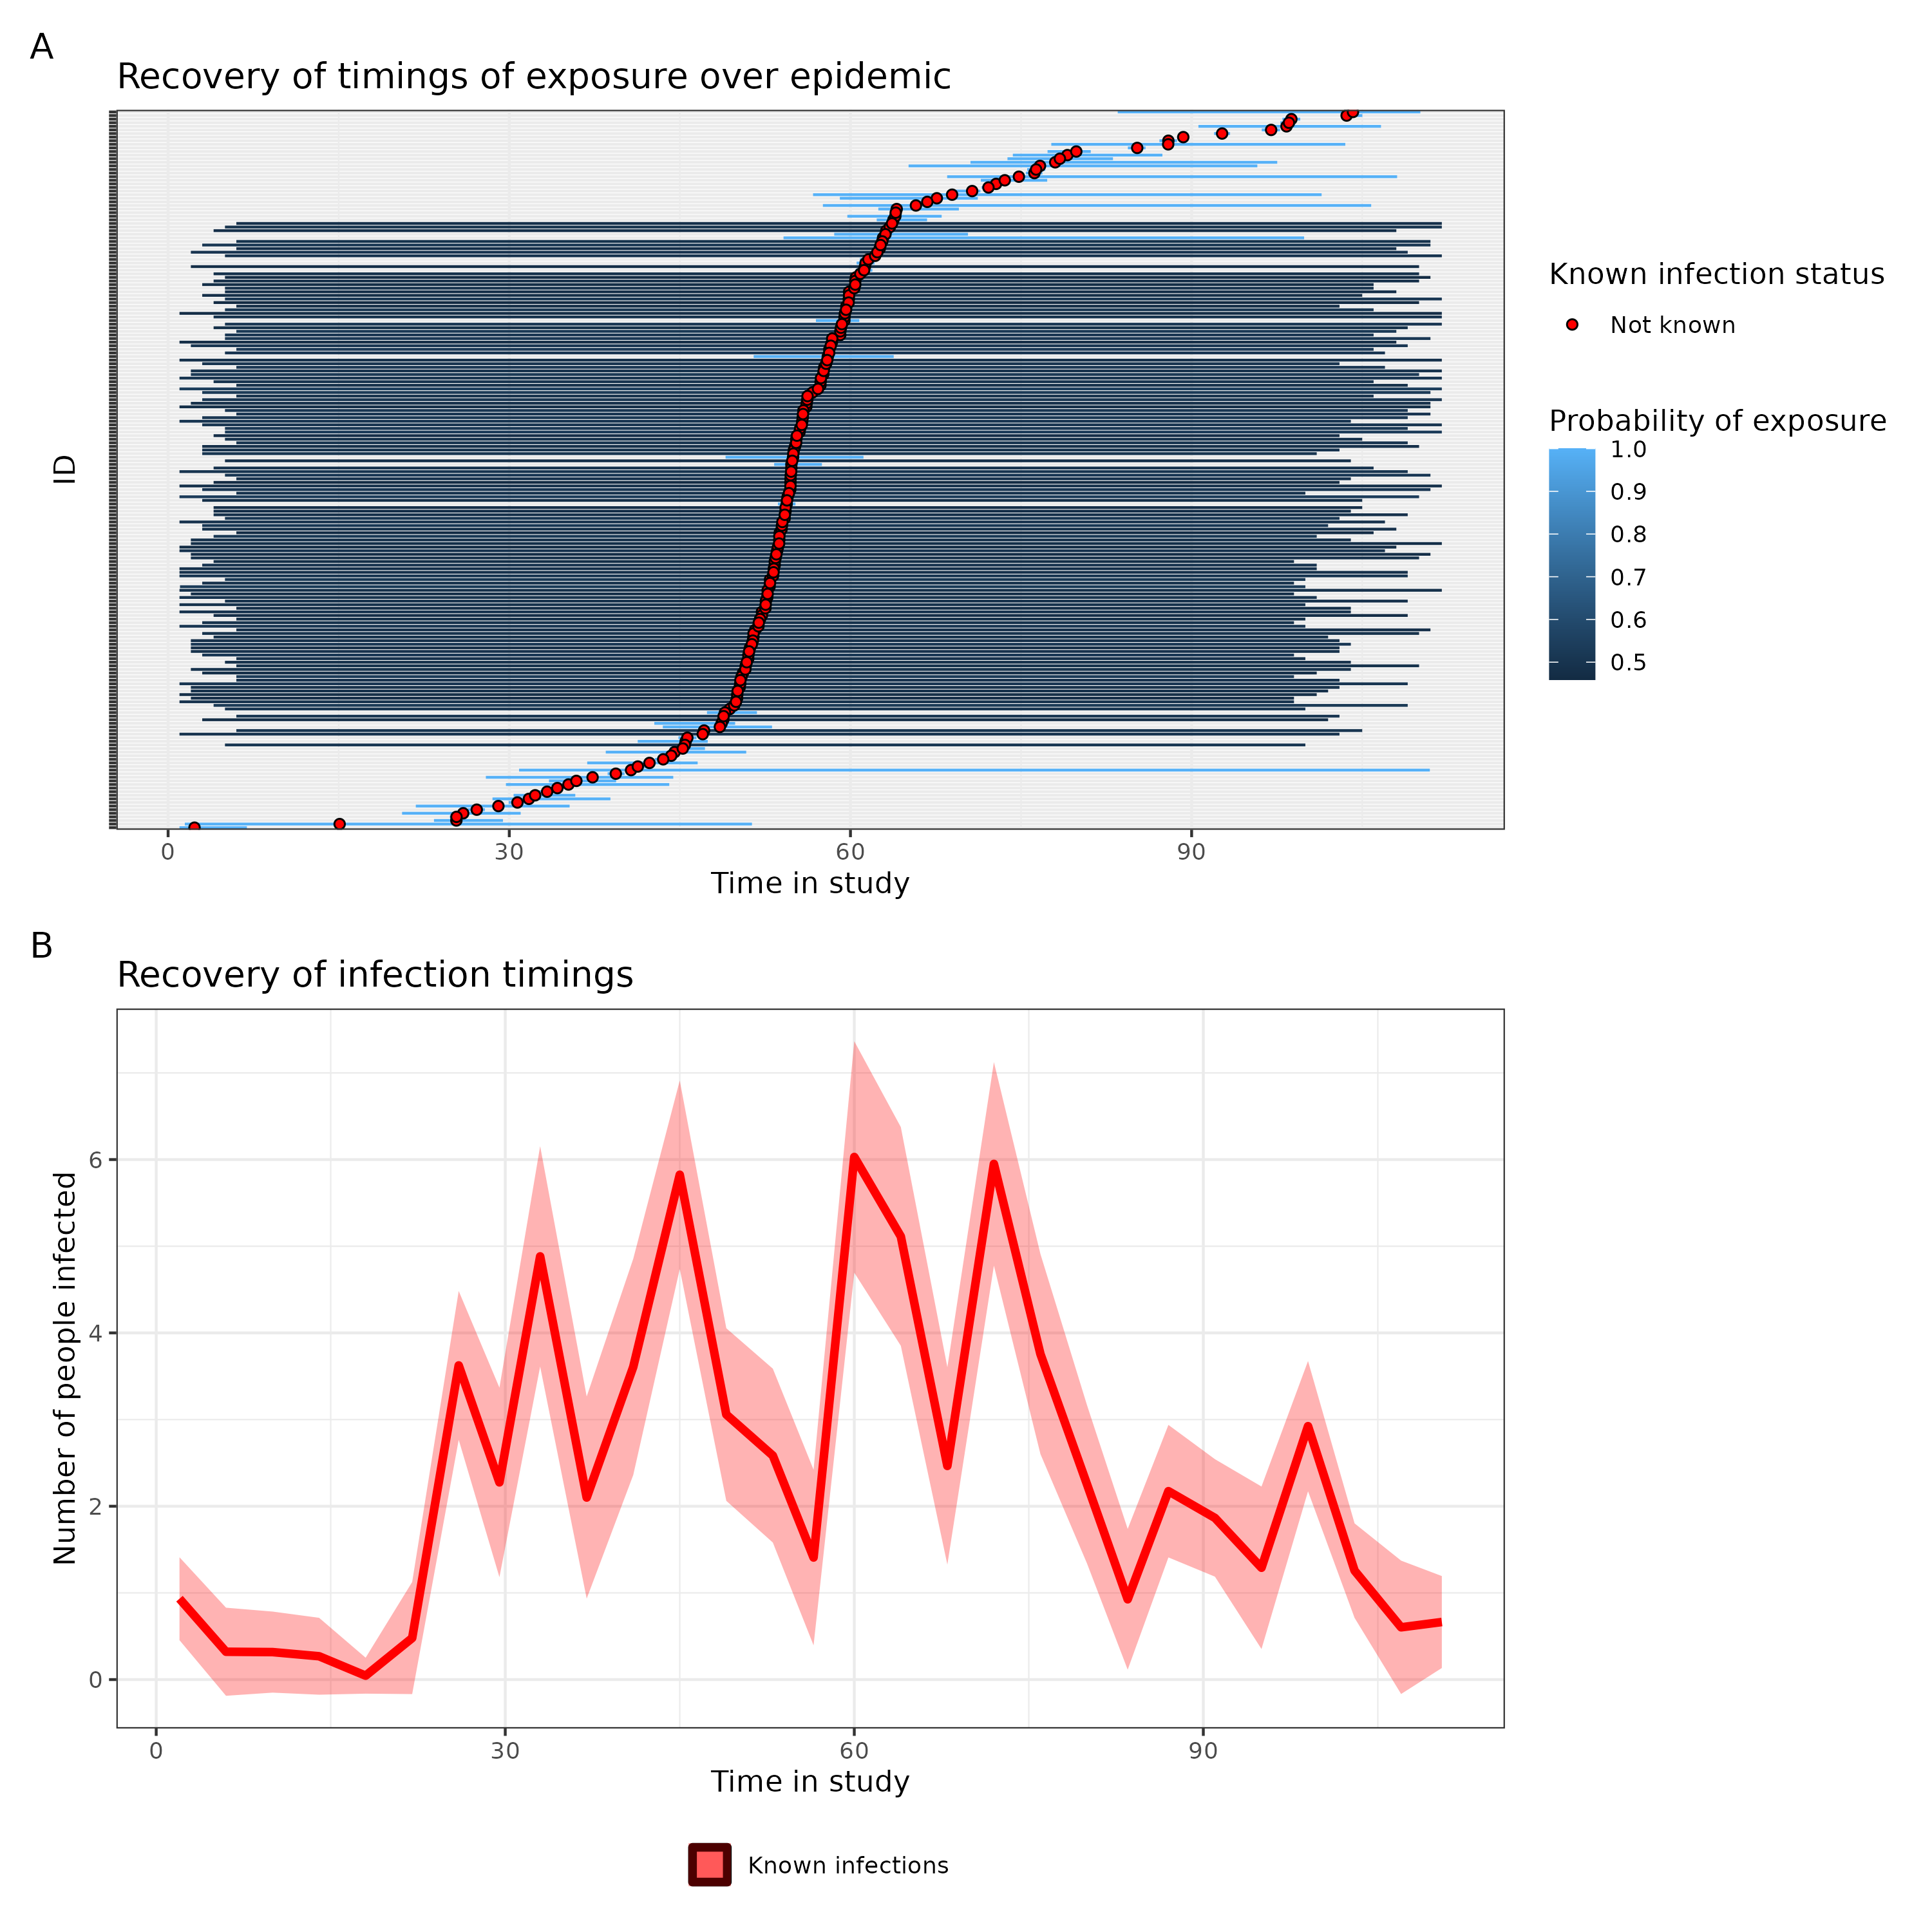 A
Recovery of timings of exposure over epidemic
ID
0 30 60 90
Time in study
Known infection status
Not known
Probability of exposure
1.0
0.9
0.8
0.7
0.6
0.5
B
Recovery of infection timings
Number of people infected
6
4
2
0
0 30 60 90
Time in study
Known infections